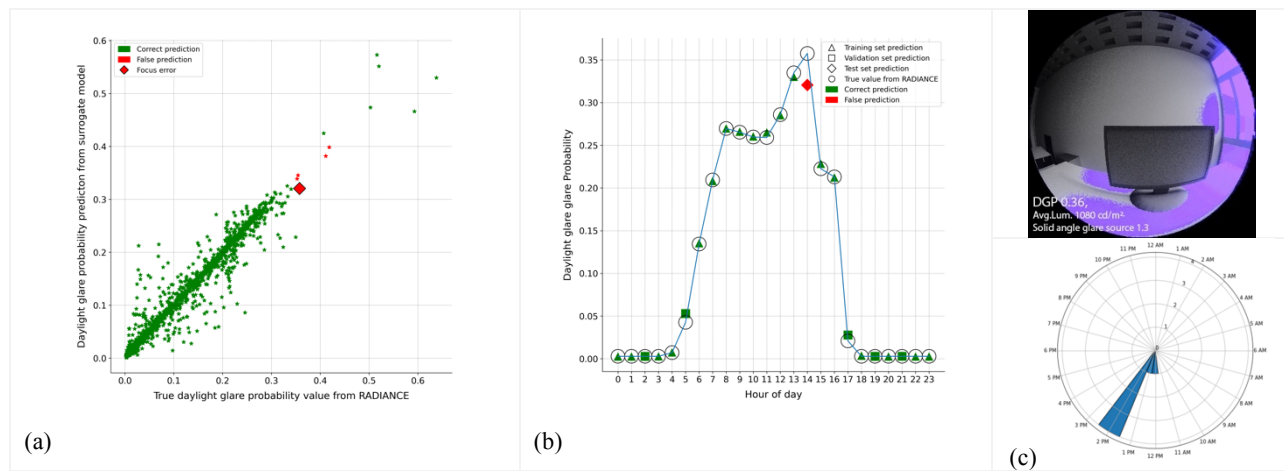 0.6
0.5
0.4
0.3
0.2
0.1
0.0
0.0 0.1 0.2 0.3 0.4 0.5 0.6
Daylight glare probability predicton from surrogate model
True daylight glare probability value from RADIANCE
Correct prediction
False prediction
Focus error
(a)
0.35
0.30
0.25
0.20
0.15
0.10
0.05
0.00
0 1 2 3 4 5 6 7 8 9 10 11 12 13 14 15 16 17 18 19 20 21 22 23
Daylight glare glare Probability
Hour of day
Training set prediction
Validation set prediction
Test set prediction
True value from RADIANCE
Correct prediction
False prediction
(b)
DGP 0.36,
Avg.Lum. 1080 cd/m²
Solid angle glare source 1.3
12 AM
1 AM
2 AM
3 AM
4 AM
5 AM
6 AM
7 AM
8 AM
9 AM
10 AM
11 AM
12 PM
1 PM
2 PM
3 PM
4 PM
5 PM
6 PM
7 PM
8 PM
9 PM
10 PM
11 PM
0
1
2
3
4
(c)